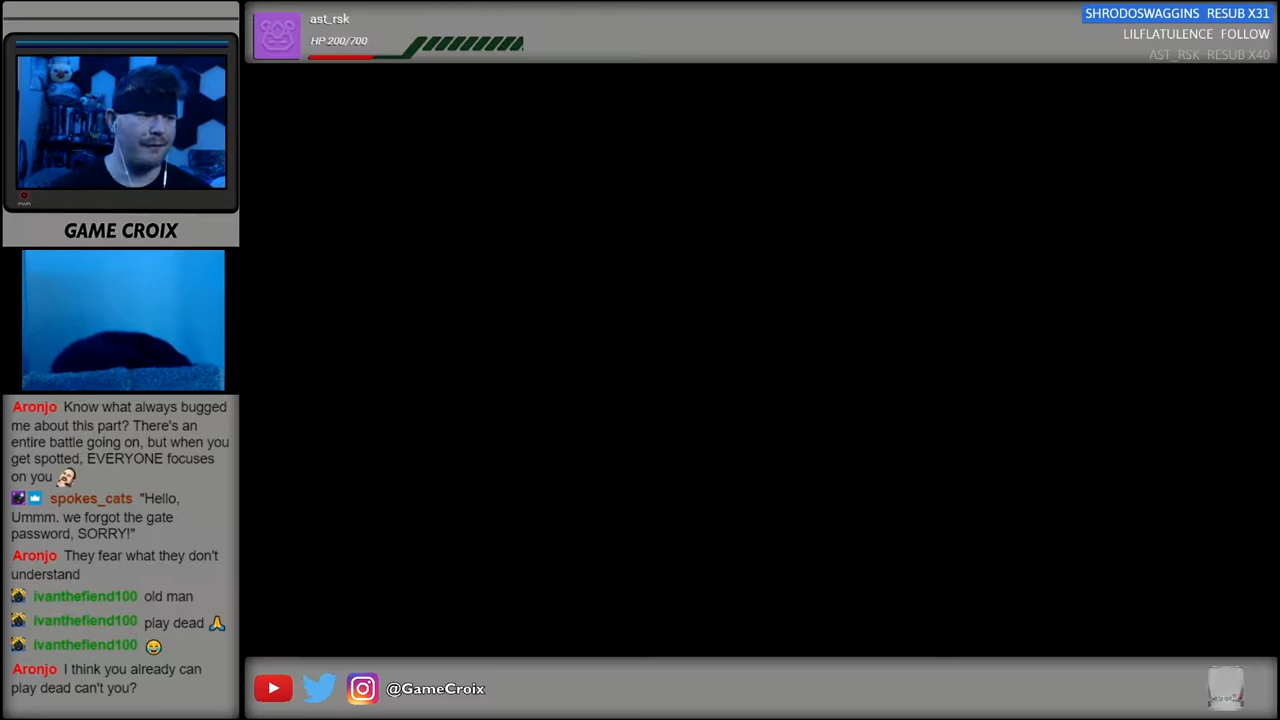 ast_rsk
HP 200/700
SHRODOSWAGGINS RESUB X31
LILFLATULENCE FOLLOW
AST_RSK RESUB X40
GAME CROIX
Aronjo Know what always bugged
me about this part? There's an
entire battle going on, but when you
get spotted, EVERYONE focuses
on you
spokes_cats "Hello,
Ummm. we forgot the gate
password, SORRY!"
Aronjo They fear what they don't
understand
ivanthefiend100 old man
ivanthefiend100 play dead 🙏
ivanthefiend100 😂
Aronjo I think you already can
play dead can't you?
@GameCroix